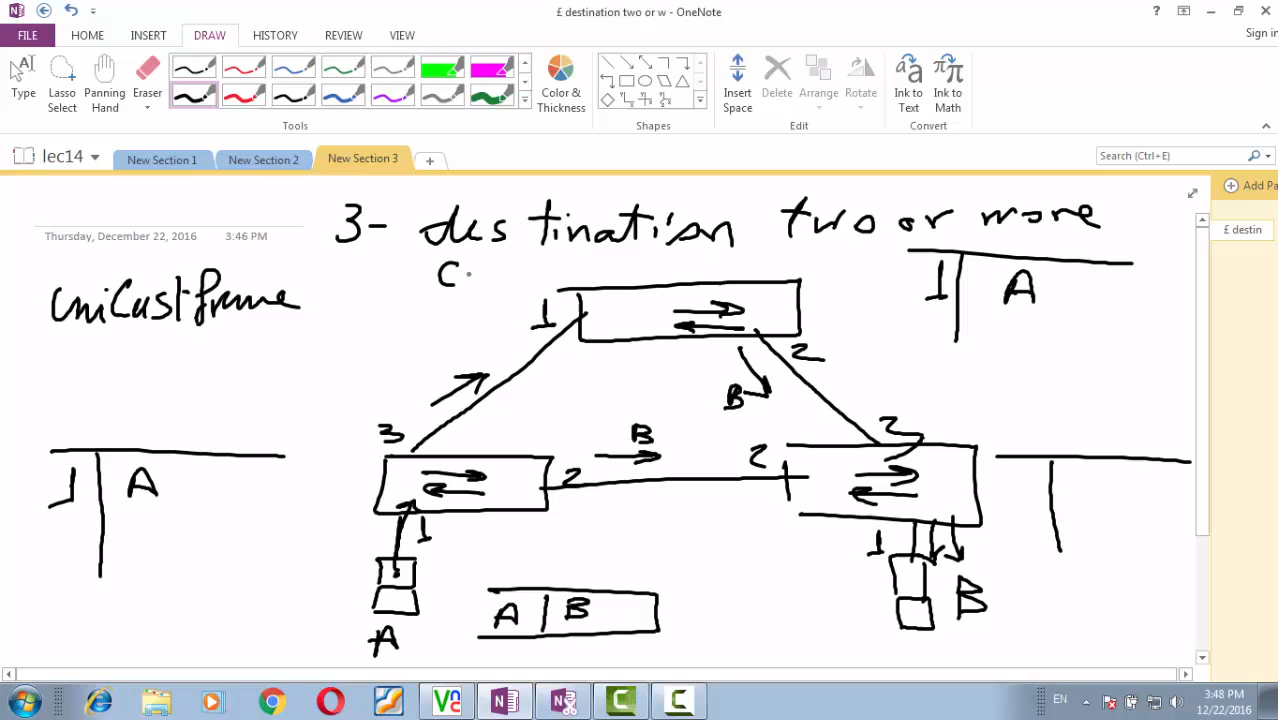 £ destination two or w - OneNote
Sign in
FILE HOME INSERT DRAW HISTORY REVIEW VIEW
Type
Lasso Select
Panning Hand
Eraser
Color & Thickness
Insert Space
Delete
Arrange
Rotate
Ink to Text
Ink to Math
Tools
Shapes
Edit
Convert
lec14
New Section 1
New Section 2
New Section 3
Search (Ctrl+E)
Add Pa
£ destin
Thursday, December 22, 2016 3:46 PM
3- destination two or more
C
uniCast frame
1 A
1
2
B
3
B
2
2
2
1 A
1
1
A B
B
A
EN
3:48 PM
12/22/2016